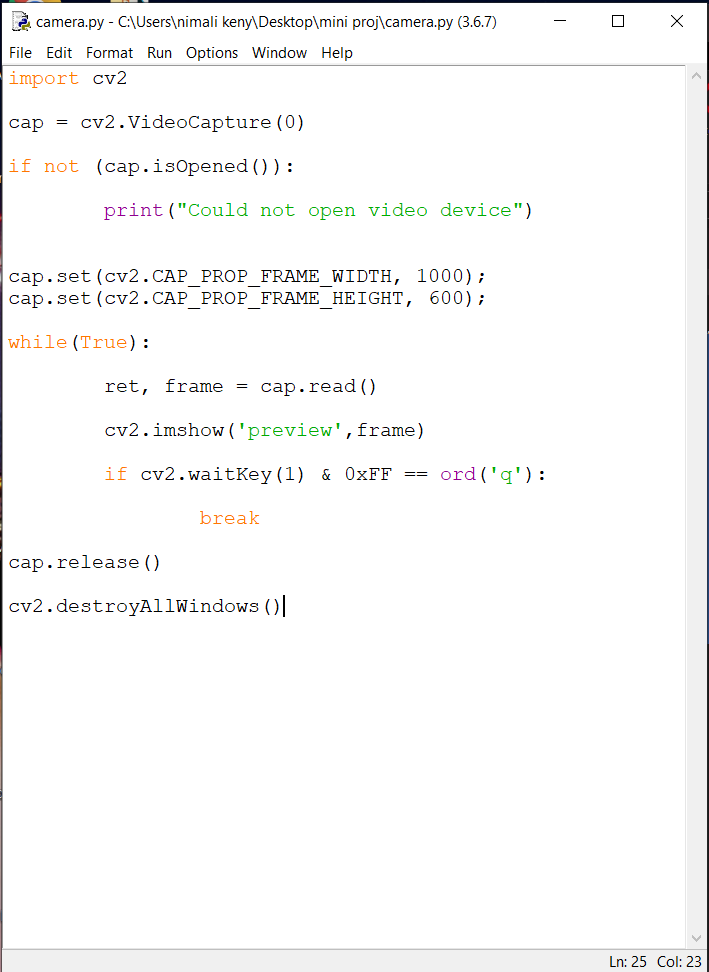 camera.py - C:\Users\nimali keny\Desktop\mini proj\camera.py (3.6.7)
File Edit Format Run Options Window Help
import cv2
cap = cv2.VideoCapture(0)
if not (cap.isOpened()):
        print("Could not open video device")
cap.set(cv2.CAP_PROP_FRAME_WIDTH, 1000);
cap.set(cv2.CAP_PROP_FRAME_HEIGHT, 600);
while(True):
        ret, frame = cap.read()
        cv2.imshow('preview',frame)
        if cv2.waitKey(1) & 0xFF == ord('q'):
                break
cap.release()
cv2.destroyAllWindows()
Ln: 25 Col: 23